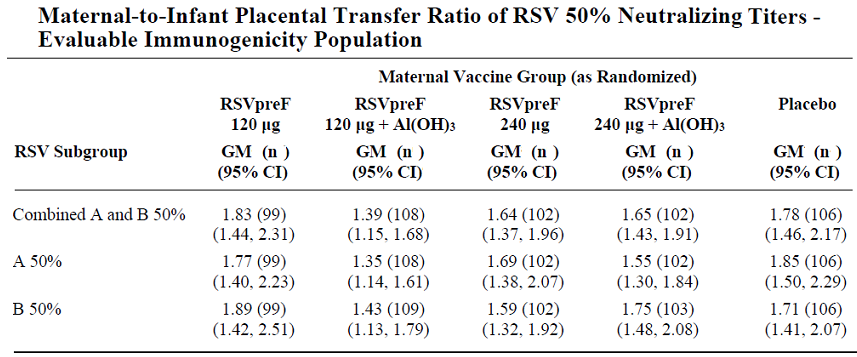 Maternal-to-Infant Placental Transfer Ratio of RSV 50% Neutralizing Titers -
Evaluable Immunogenicity Population
Maternal Vaccine Group (as Randomized)
RSVpreF RSVpreF RSVpreF RSVpreF Placebo
120 µg 120 µg + Al(OH)3 240 µg 240 µg + Al(OH)3
RSV Subgroup GM (n ) GM (n ) GM (n ) GM (n ) GM (n )
(95% CI) (95% CI) (95% CI) (95% CI) (95% CI)
Combined A and B 50% 1.83 (99) 1.39 (108) 1.64 (102) 1.65 (102) 1.78 (106)
(1.44, 2.31) (1.15, 1.68) (1.37, 1.96) (1.43, 1.91) (1.46, 2.17)
A 50% 1.77 (99) 1.35 (108) 1.69 (102) 1.55 (102) 1.85 (106)
(1.40, 2.23) (1.14, 1.61) (1.38, 2.07) (1.30, 1.84) (1.50, 2.29)
B 50% 1.89 (99) 1.43 (109) 1.59 (102) 1.75 (103) 1.71 (106)
(1.42, 2.51) (1.13, 1.79) (1.32, 1.92) (1.48, 2.08) (1.41, 2.07)